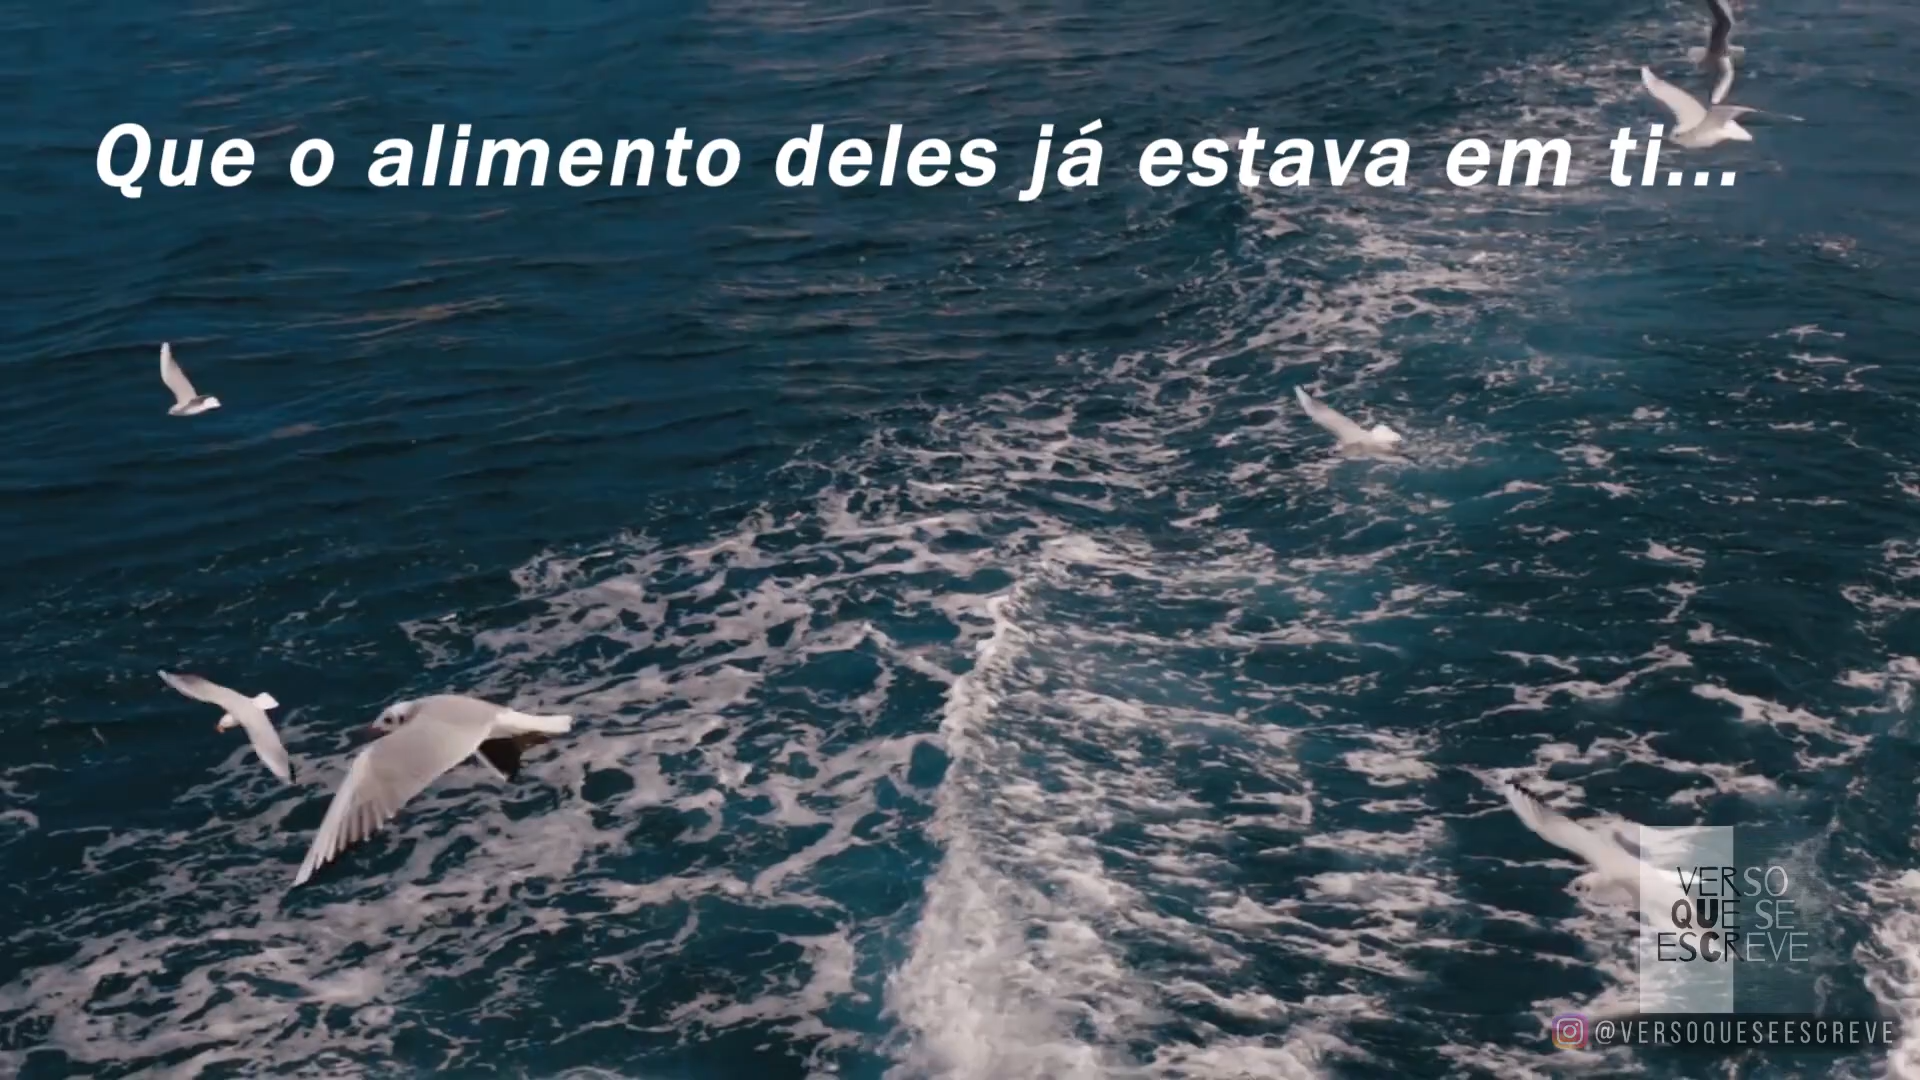 Que o alimento deles já estava em ti...
VERSO
QUE SE
ESCREVE
@VERSOQUESEESCREVE